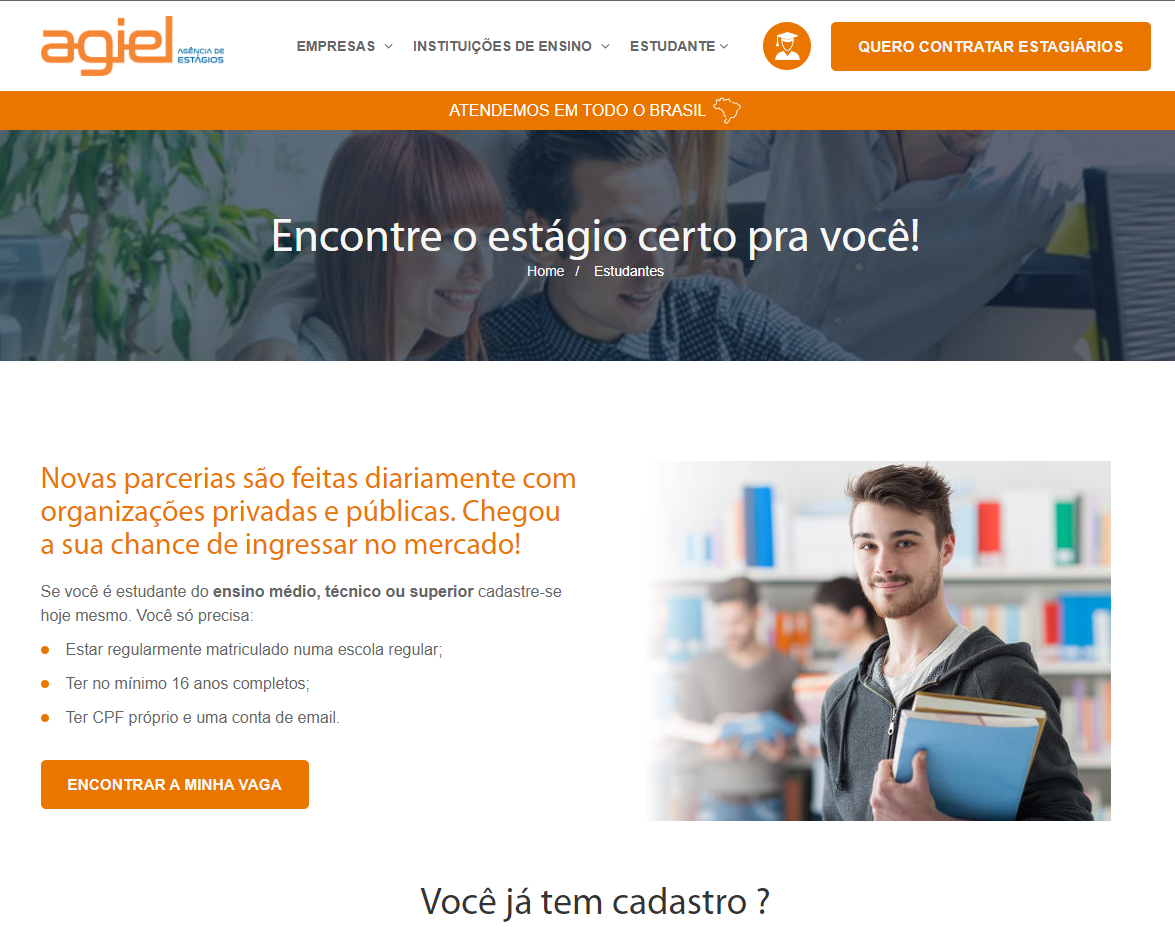 agiel
AGÊNCIA DE
ESTÁGIOS
EMPRESAS
INSTITUIÇÕES DE ENSINO
ESTUDANTE
QUERO CONTRATAR ESTAGIÁRIOS
ATENDEMOS EM TODO O BRASIL
Encontre o estágio certo pra você!
Home / Estudantes
Novas parcerias são feitas diariamente com
organizações privadas e públicas. Chegou
a sua chance de ingressar no mercado!
Se você é estudante do ensino médio, técnico ou superior cadastre-se
hoje mesmo. Você só precisa:
Estar regularmente matriculado numa escola regular;
Ter no mínimo 16 anos completos;
Ter CPF próprio e uma conta de email.
ENCONTRAR A MINHA VAGA
Você já tem cadastro ?